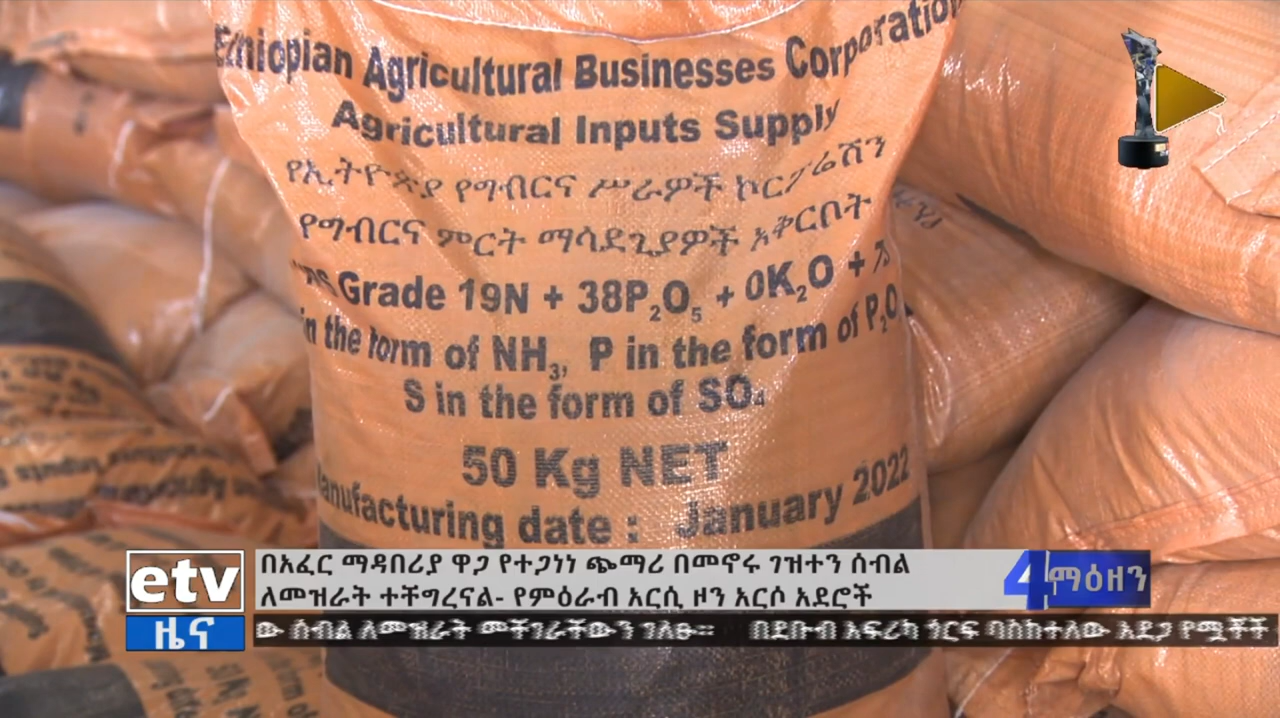 Ethiopian Agricultural Businesses Corporation
Agricultural Inputs Supply
የኢትዮጵያ የግብርና ሥራዎች ኮርፖሬሽን
የግብርና ምርት ማሳደጊያዎች አቅርቦት
Grade 19N + 38P₂O₅ + 0K₂O + 7S
in the form of NH₃, P in the form of P₂O
S in the form of SO₄
50 Kg NET
Manufacturing date : January 2022
etv
ዜና
በአፈር ማዳበሪያ ዋጋ የተጋነነ ጭማሪ በመኖሩ ገዝተን ሰብል
ለመዝራት ተቸግረናል- የምዕራብ አርሲ ዞን አርሶ አደሮች
4ማዕዘን
ው ሰብል ለመዝራት መቸገራቸውን ገለፁ። በደቡብ አፍሪካ ጎርፍ ባስከተለው አደጋ የሟቾች